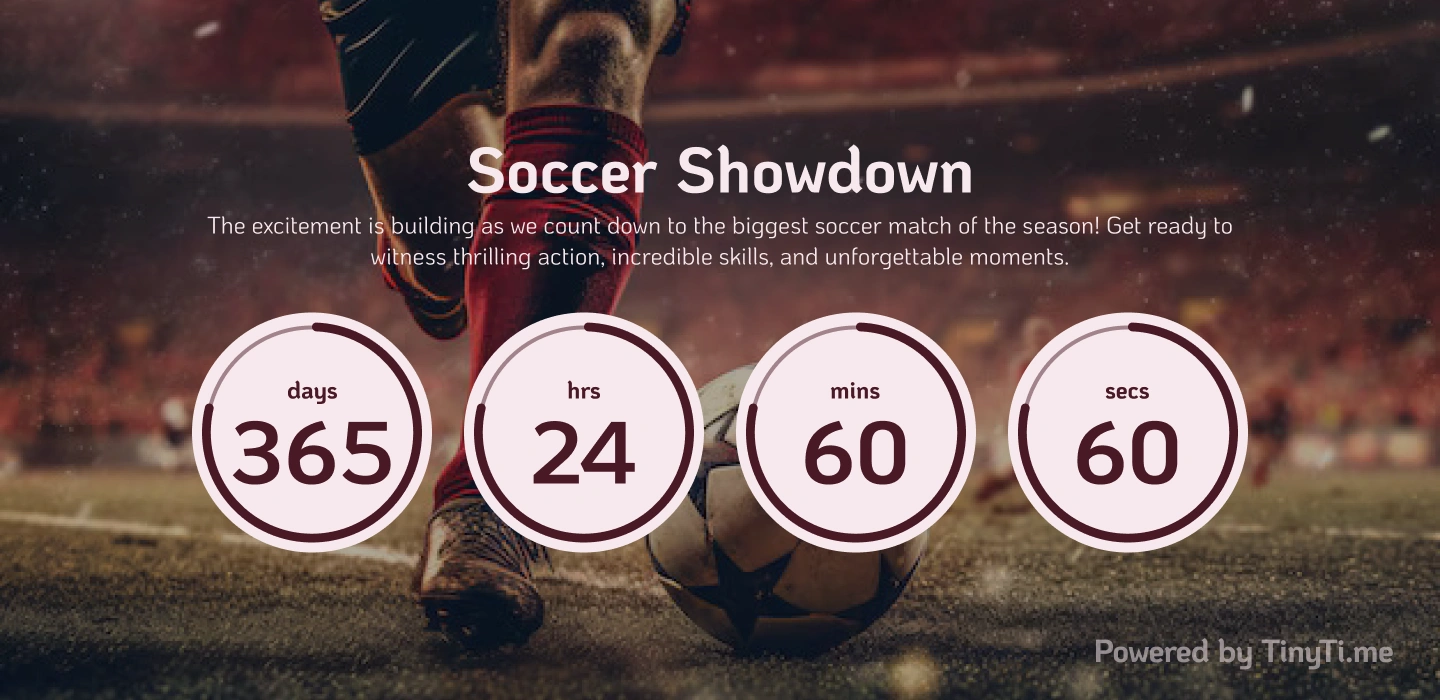 Soccer Showdown
The excitement is building as we count down to the biggest soccer match of the season! Get ready to
witness thrilling action, incredible skills, and unforgettable moments.
days hrs mins secs
365 24 60 60
Powered by TinyTi.me